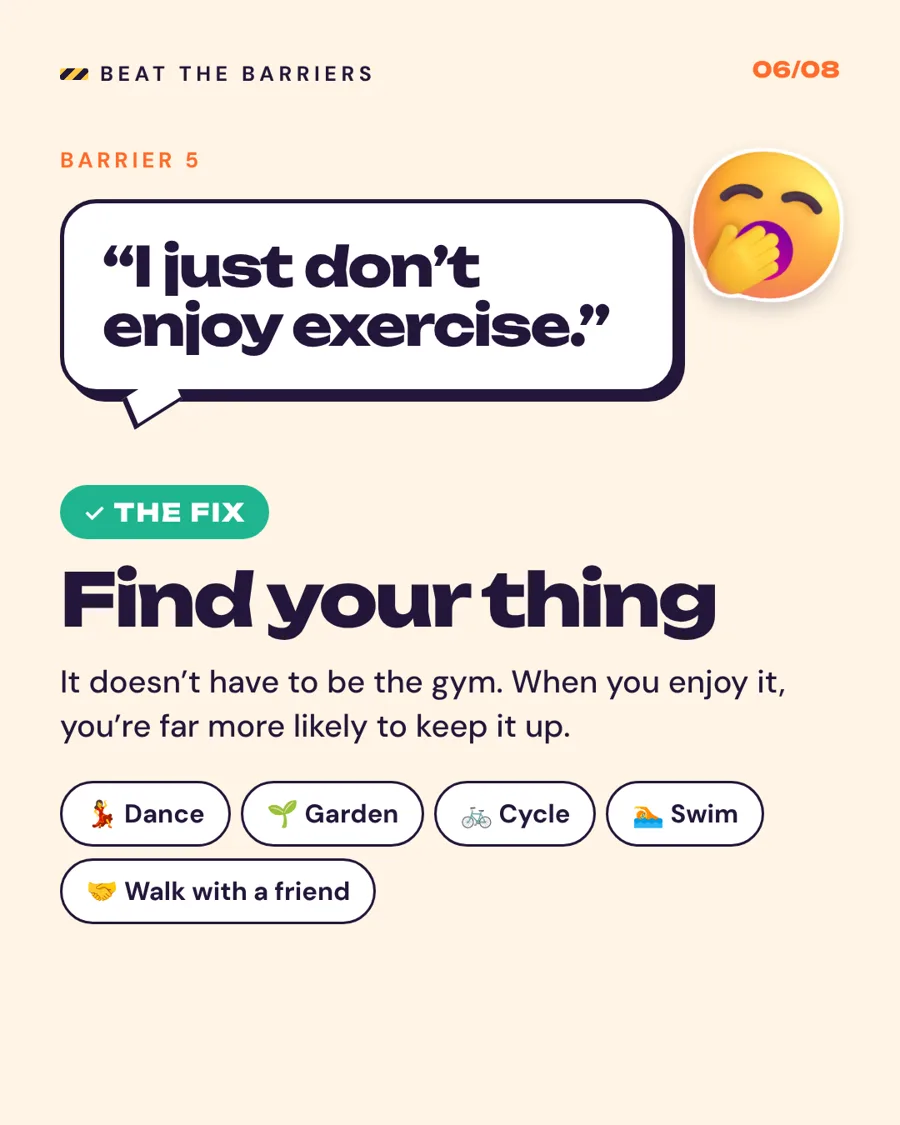 BEAT THE BARRIERS
06/08
BARRIER 5
“I just don’t
enjoy exercise.”
✓ THE FIX
Find your thing
It doesn’t have to be the gym. When you enjoy it,
you’re far more likely to keep it up.
Dance
Garden
Cycle
Swim
Walk with a friend